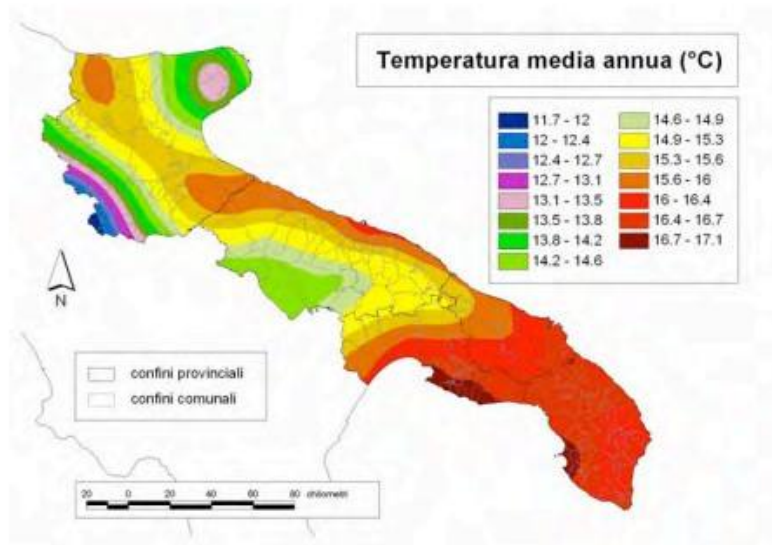 Temperatura media annua (°C)
11.7 - 12
12 - 12.4
12.4 - 12.7
12.7 - 13.1
13.1 - 13.5
13.5 - 13.8
13.8 - 14.2
14.2 - 14.6
14.6 - 14.9
14.9 - 15.3
15.3 - 15.6
15.6 - 16
16 - 16.4
16.4 - 16.7
16.7 - 17.1
N
confini provinciali
confini comunali
20 0 20 40 60 80 chilometri